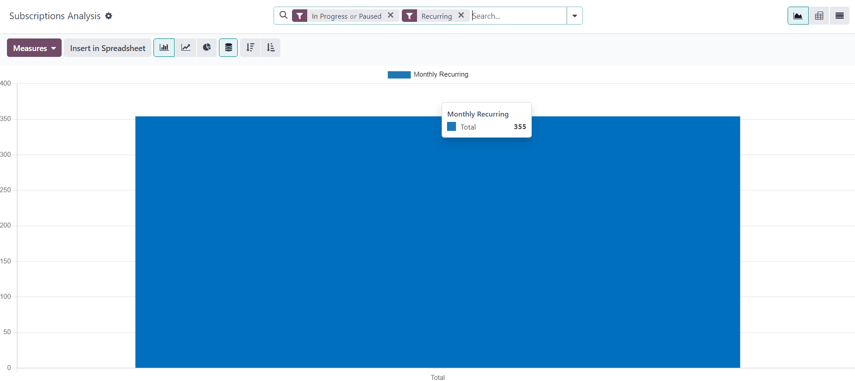 Subscriptions Analysis
In Progress or Paused
Recurring
Search...
Measures
Insert in Spreadsheet
Monthly Recurring
400
350
300
250
200
150
100
50
0
Monthly Recurring
Total 355
Total